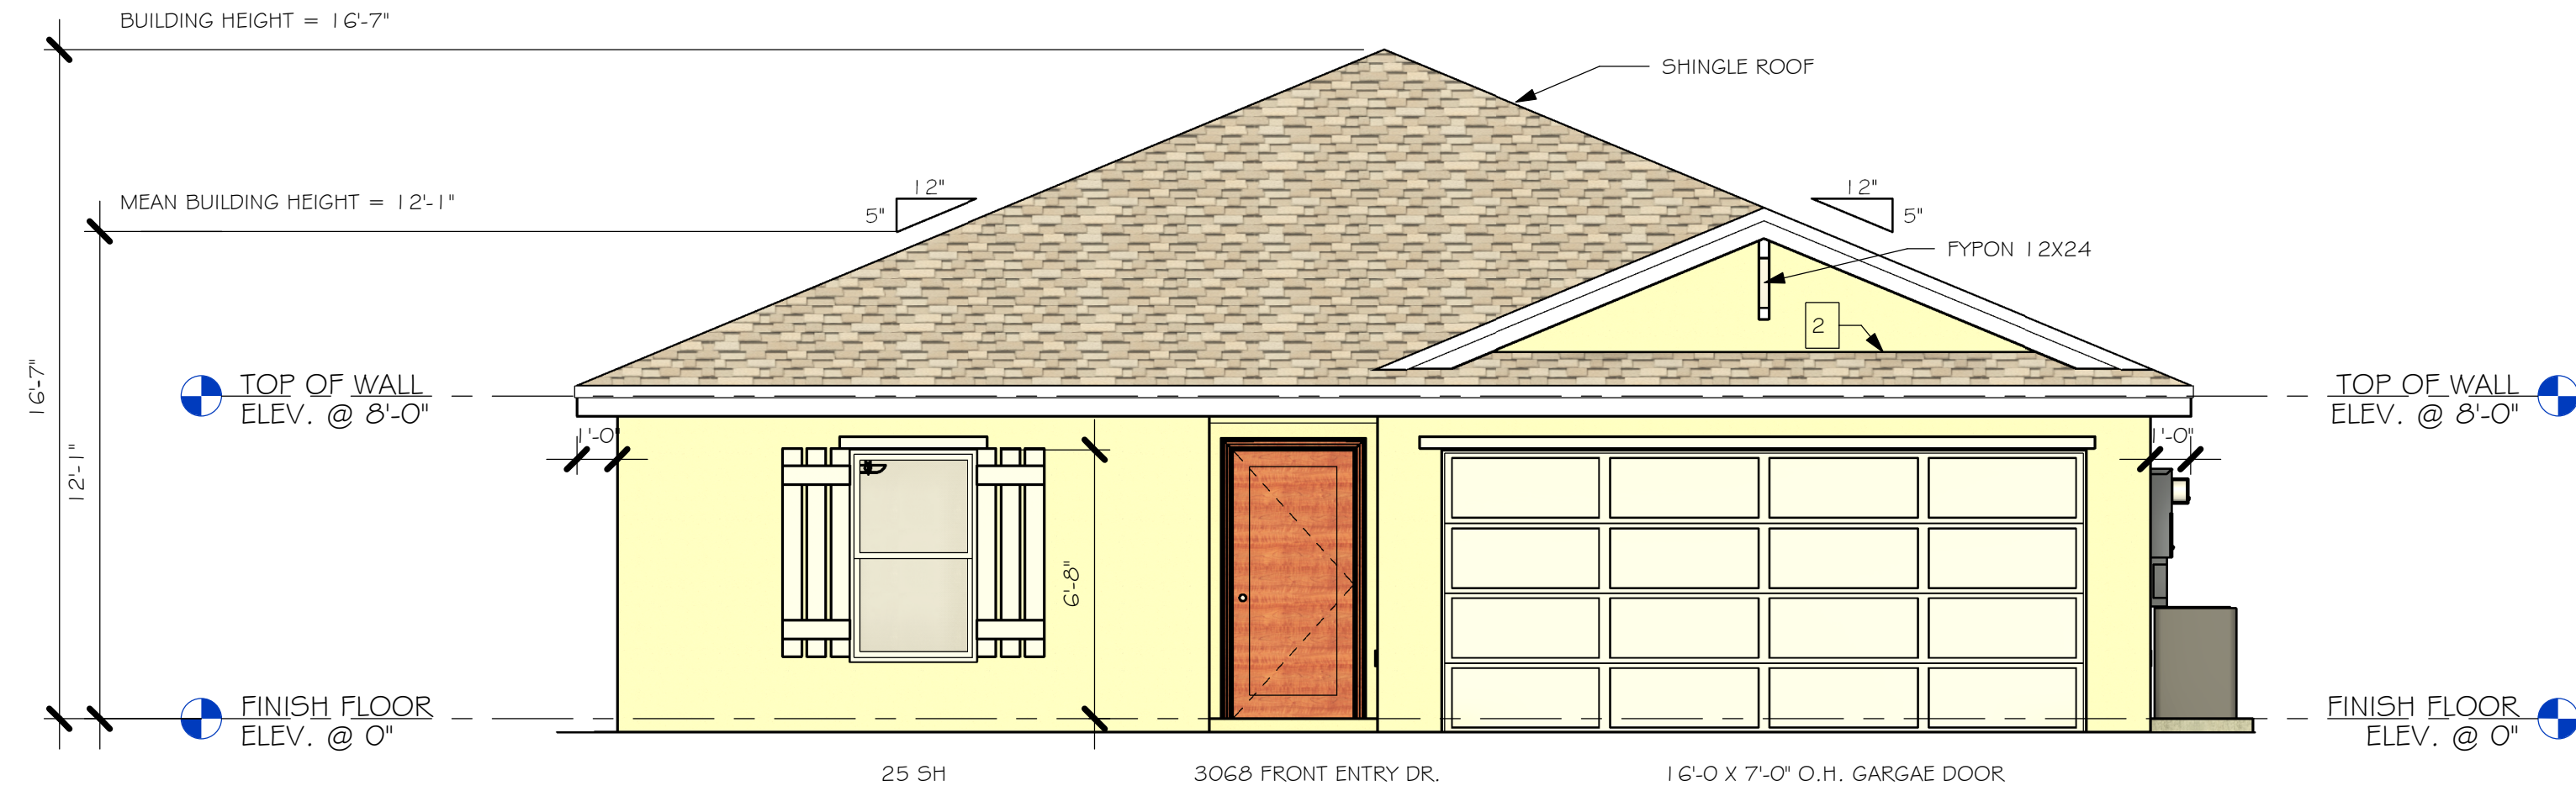 BUILDING HEIGHT = 16'-7"
SHINGLE ROOF
12"
5"
12"
5"
MEAN BUILDING HEIGHT = 12'-1"
FYPON 12X24
2
16'-7"
12'-1"
TOP OF WALL
ELEV. @ 8'-0"
TOP OF WALL
ELEV. @ 8'-0"
1'-0"
1'-0"
6'-8"
FINISH FLOOR
ELEV. @ 0"
FINISH FLOOR
ELEV. @ 0"
25 SH
3068 FRONT ENTRY DR.
16'-0 X 7'-0" O.H. GARGAE DOOR